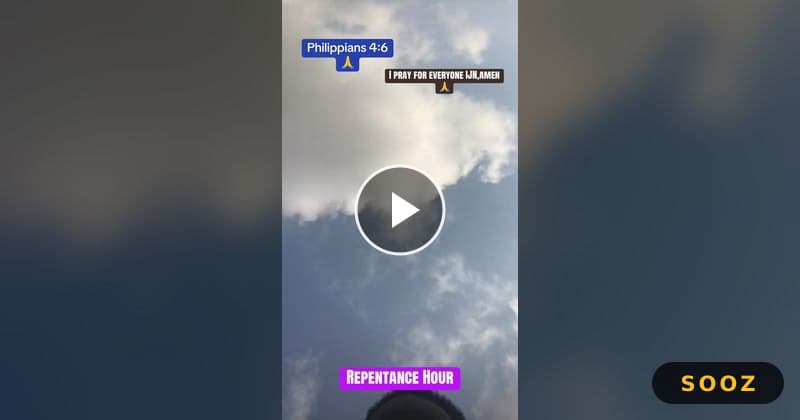 Philippians 4:6
🙏
I pray for everyone IJN,amen
🙏
Repentance Hour
SOOZ